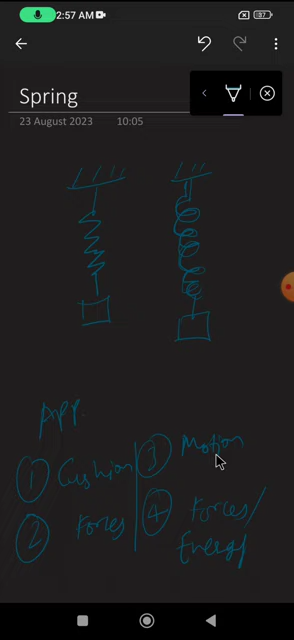 2:57 AM
87
Spring
23 August 2023 10:05
App.
① Cushion
② Forces
③ Motion
④ Forces/
Energy